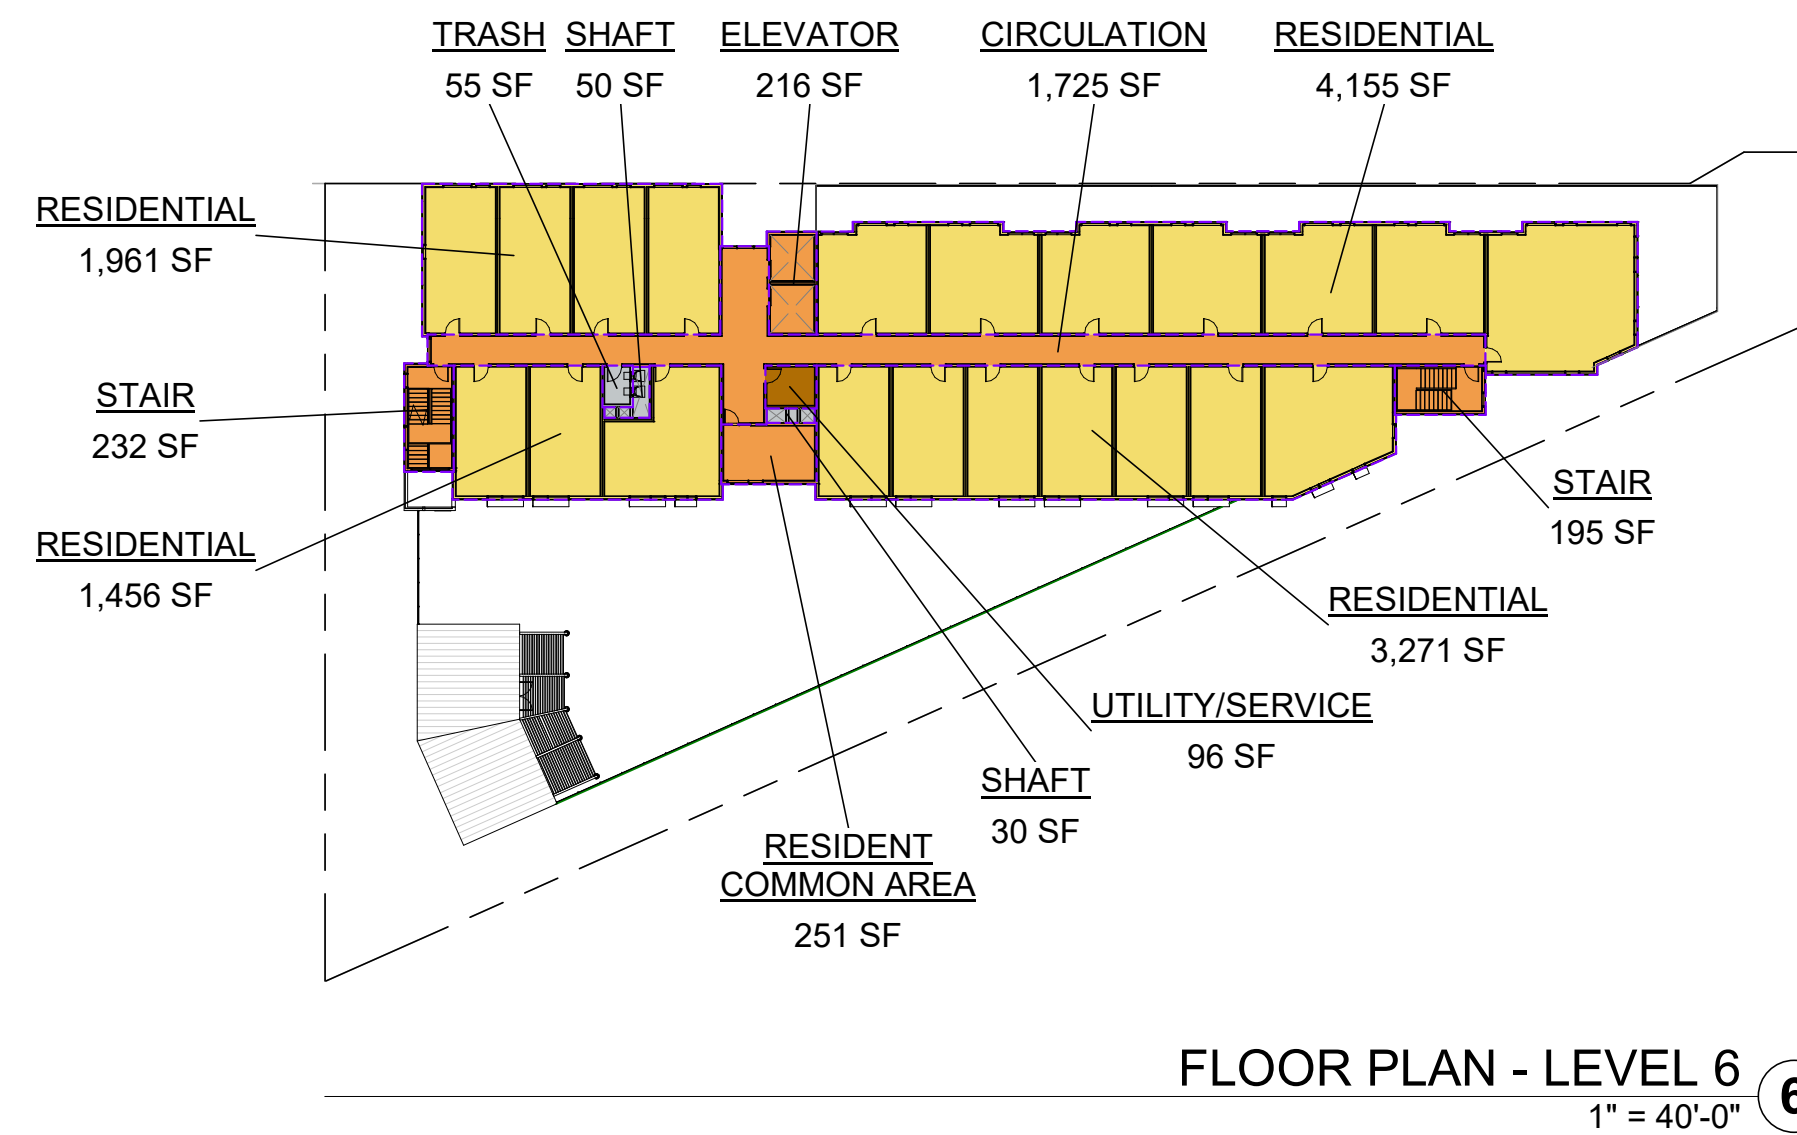 TRASH
55 SF
SHAFT
50 SF
ELEVATOR
216 SF
CIRCULATION
1,725 SF
RESIDENTIAL
4,155 SF
RESIDENTIAL
1,961 SF
STAIR
232 SF
RESIDENTIAL
1,456 SF
STAIR
195 SF
RESIDENTIAL
3,271 SF
UTILITY/SERVICE
96 SF
SHAFT
30 SF
RESIDENT
COMMON AREA
251 SF
FLOOR PLAN - LEVEL 6
1" = 40'-0"
6